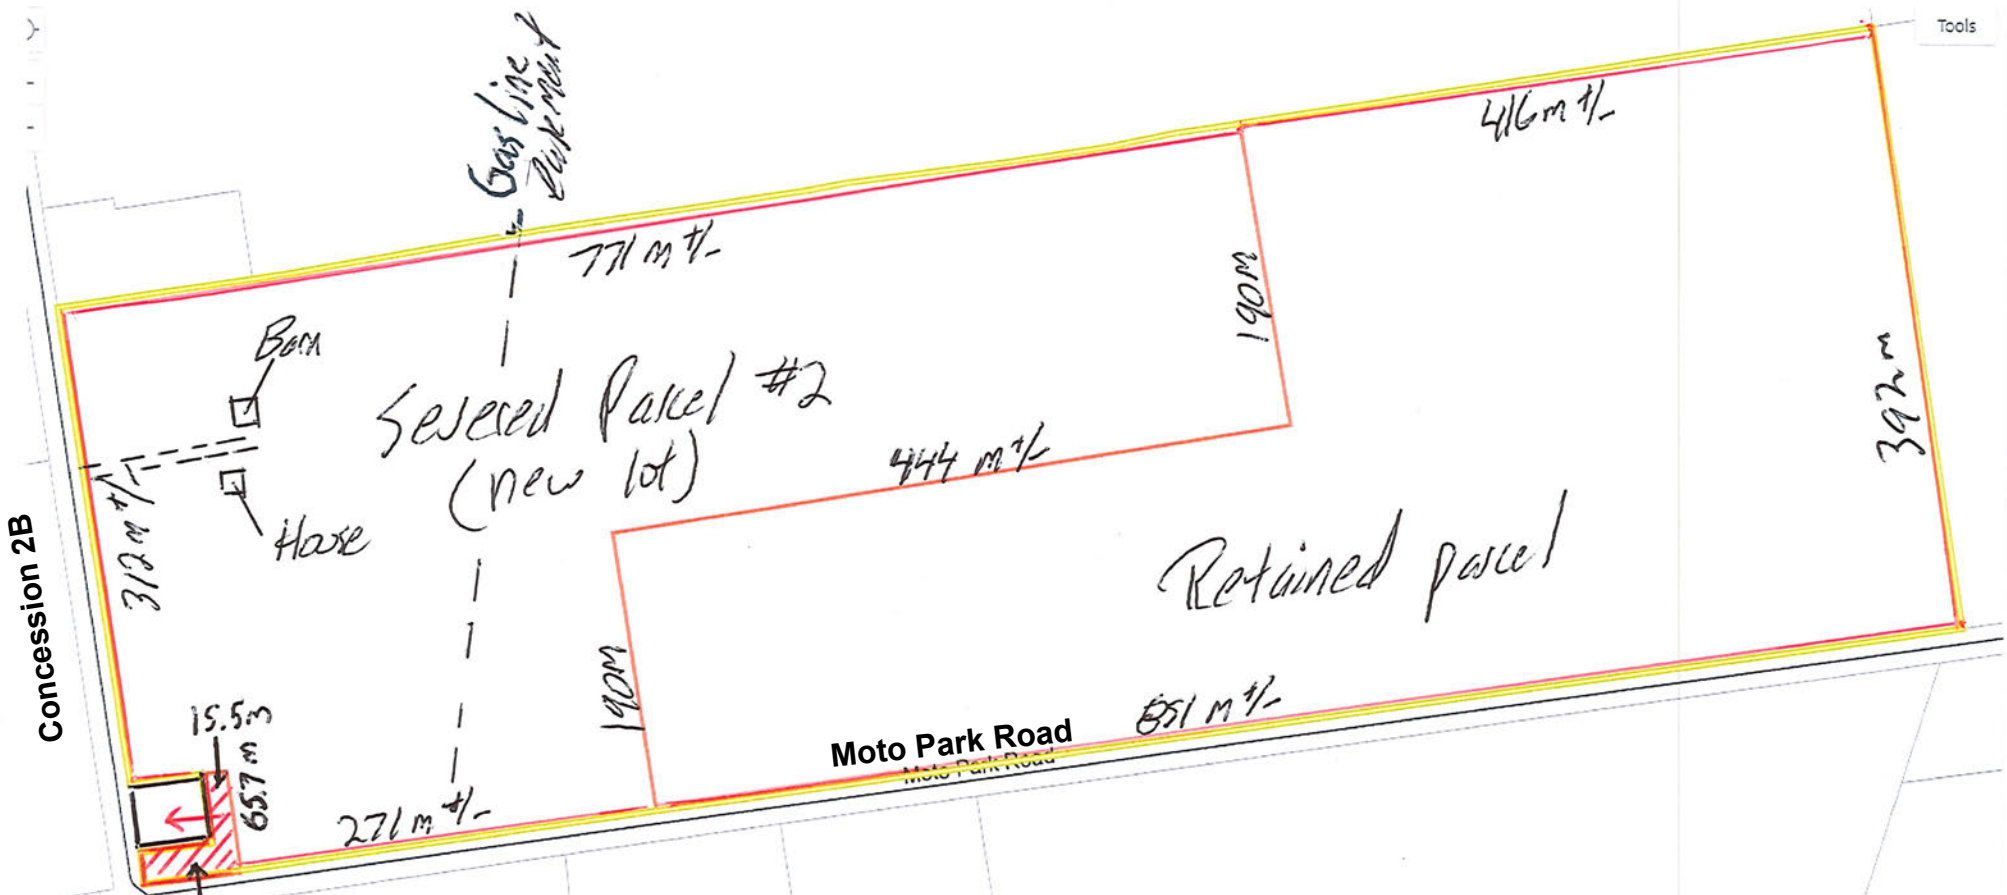 Tools
Gas Line
Easement
416m +/-
771 m +/-
190M
Barn
392m
Severed Parcel #2
(new lot)
444 m +/-
312m +/-
House
Concession 2B
Retained parcel
190M
15.5m
65.7 m
851 m +/-
Moto Park Road
Moto Park Road
271 m +/-